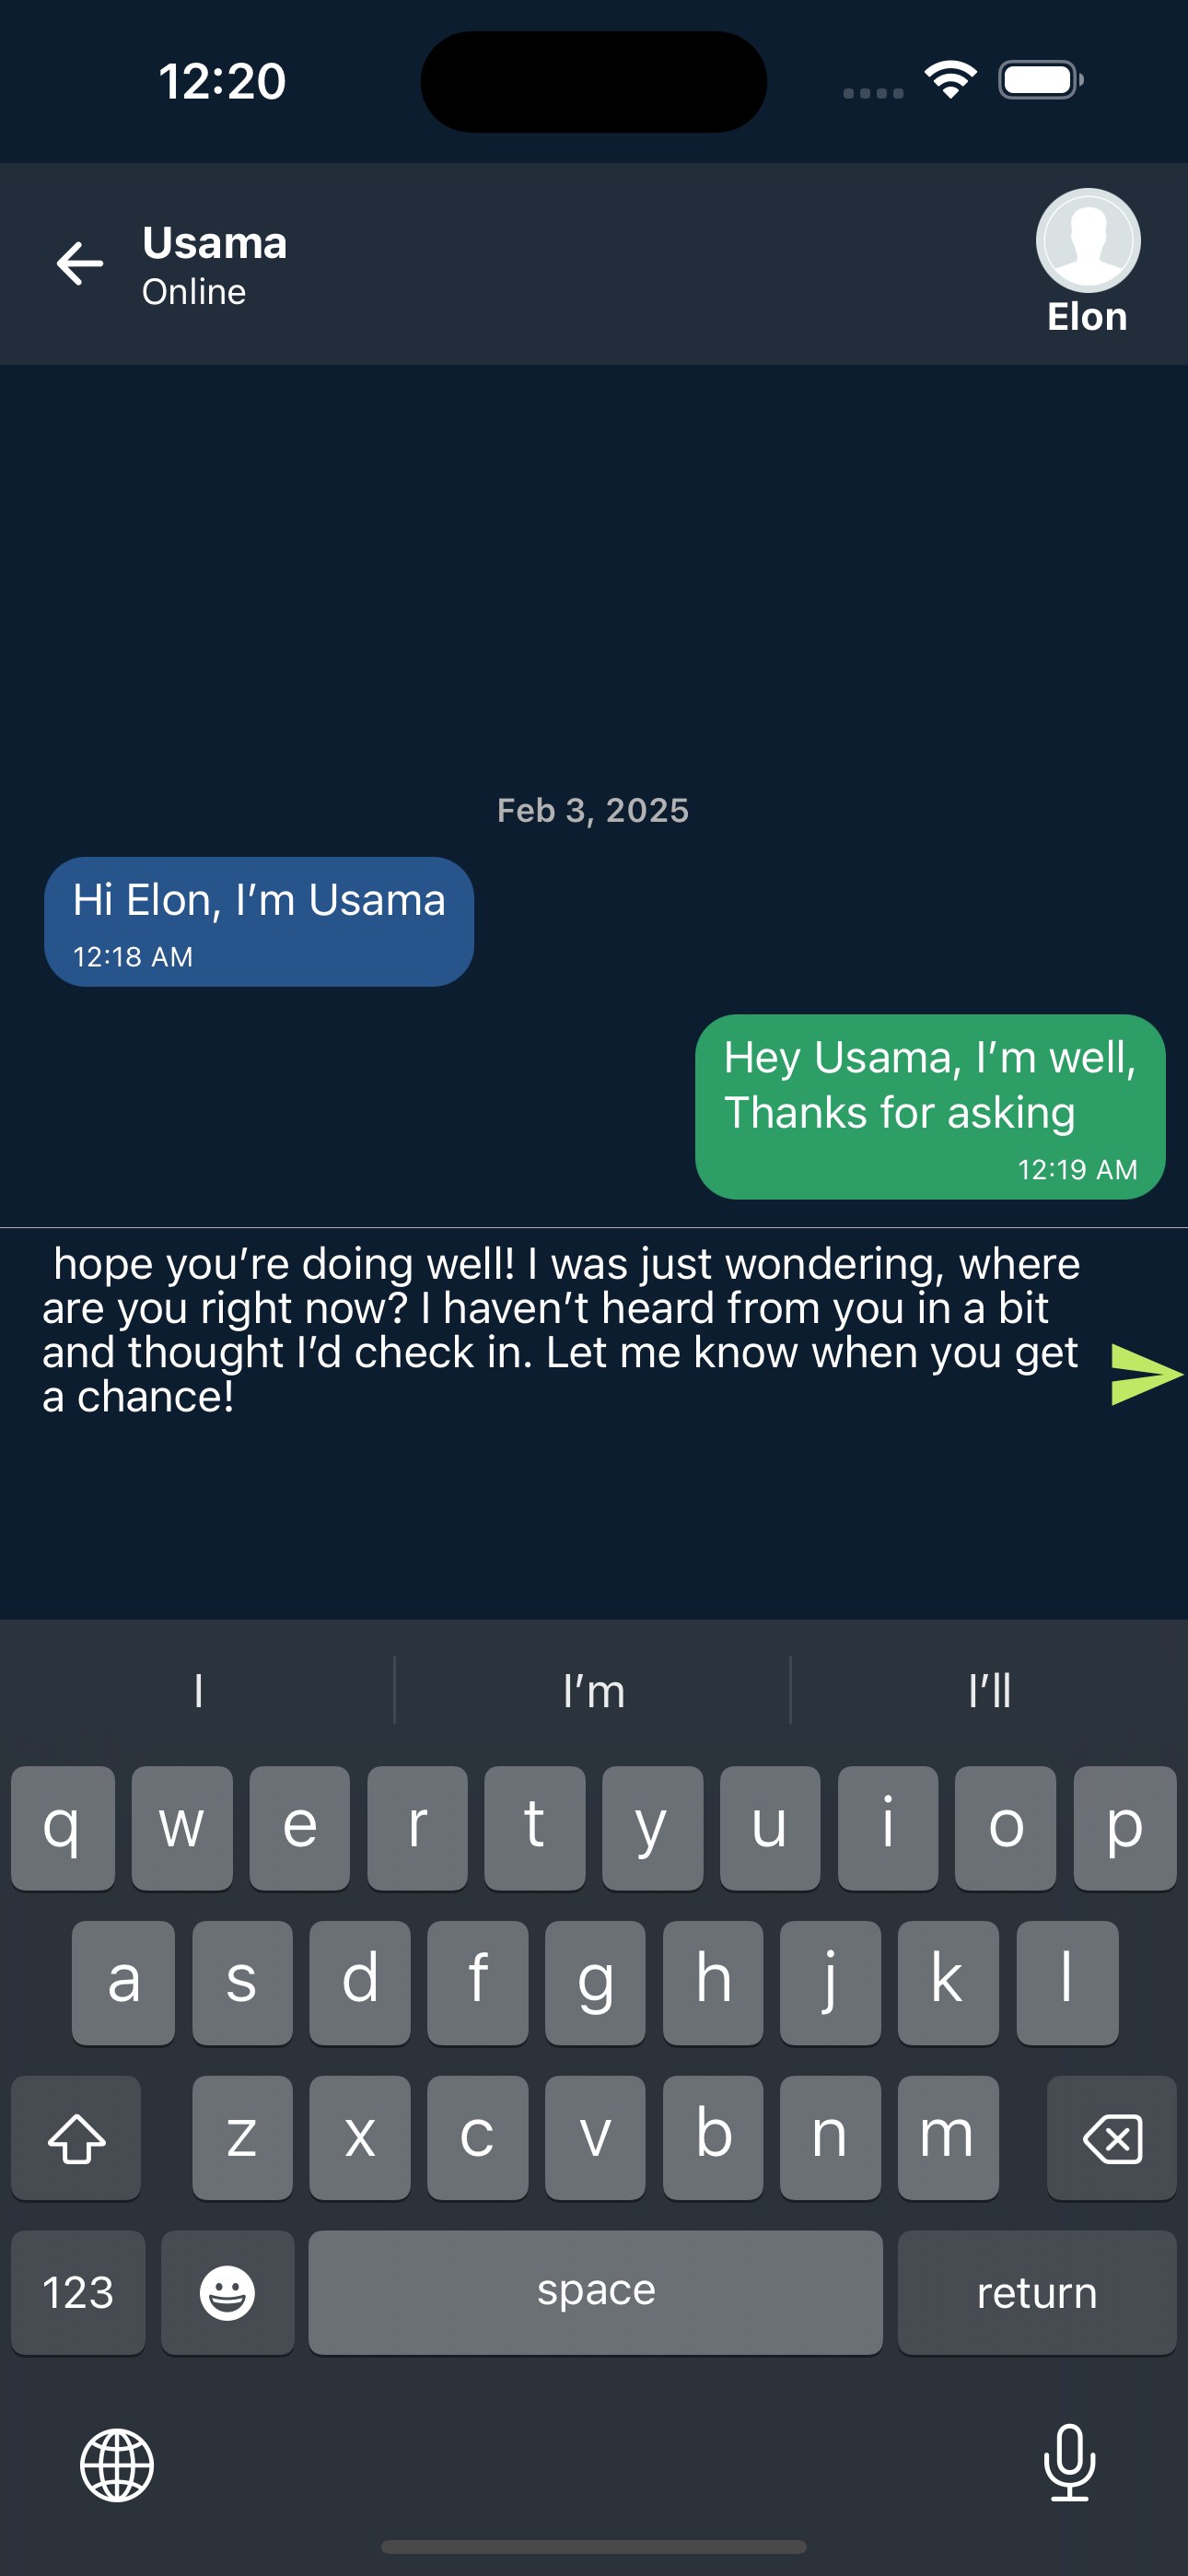 12:20
Usama
Online
Elon
Feb 3, 2025
Hi Elon, I’m Usama
12:18 AM
Hey Usama, I’m well,
Thanks for asking
12:19 AM
hope you’re doing well! I was just wondering, where
are you right now? I haven’t heard from you in a bit
and thought I’d check in. Let me know when you get
a chance!
I I’m I’ll
q w e r t y u i o p
a s d f g h j k l
z x c v b n m
123 space return